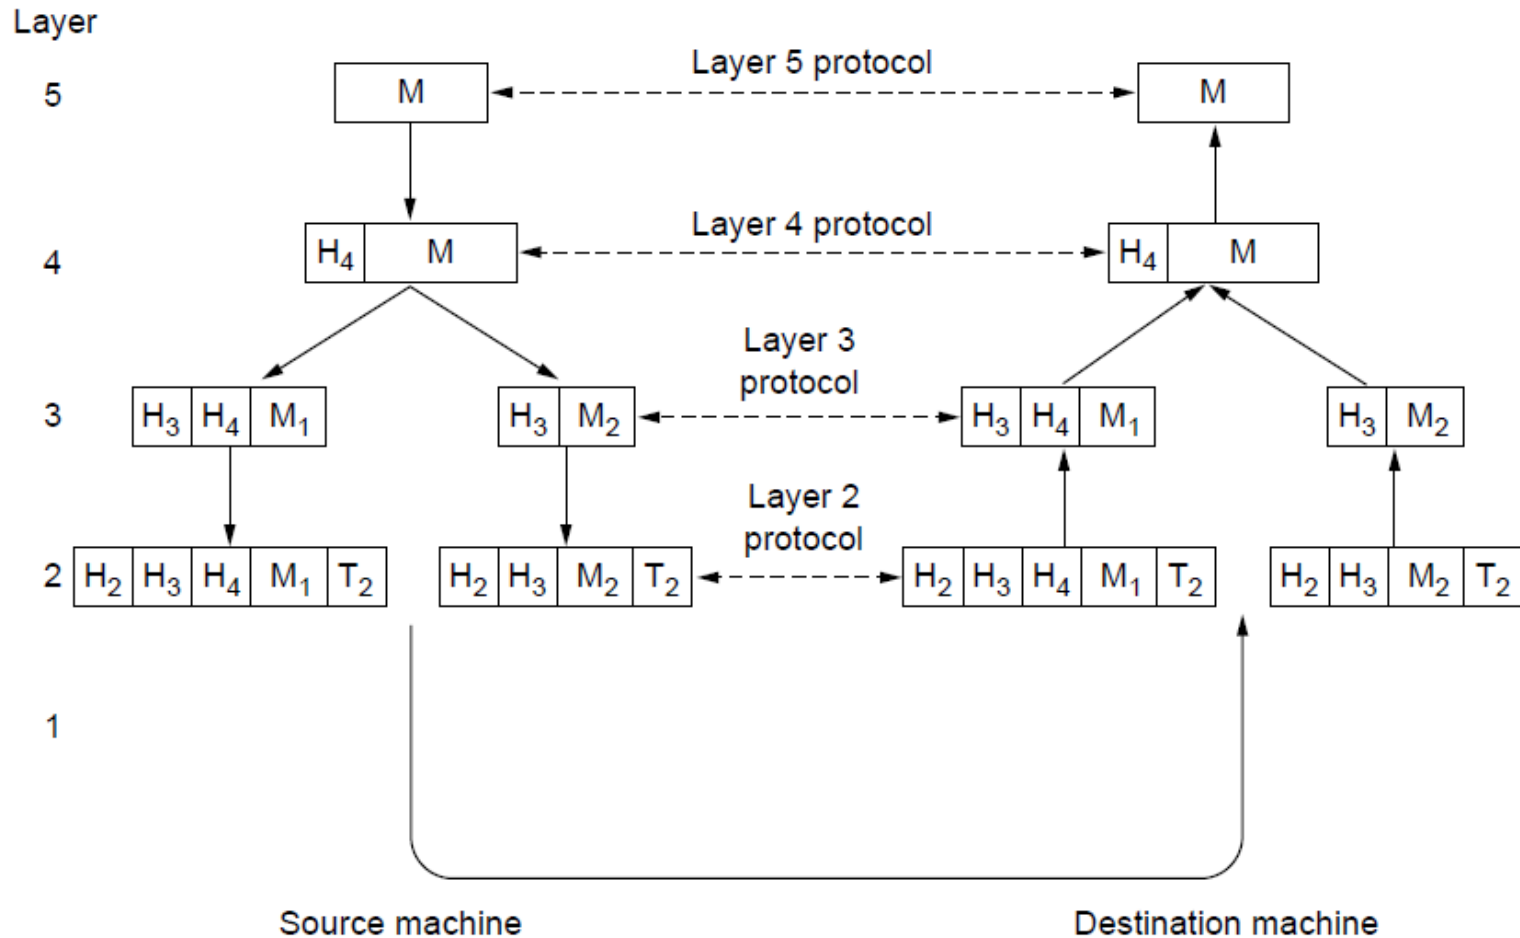 Layer
5 M Layer 5 protocol M
4 H₄ M Layer 4 protocol H₄ M
Layer 3
protocol
3 H₃ H₄ M₁ H₃ M₂ H₃ H₄ M₁ H₃ M₂
Layer 2
protocol
2 H₂ H₃ H₄ M₁ T₂ H₂ H₃ M₂ T₂ H₂ H₃ H₄ M₁ T₂ H₂ H₃ M₂ T₂
1
Source machine Destination machine